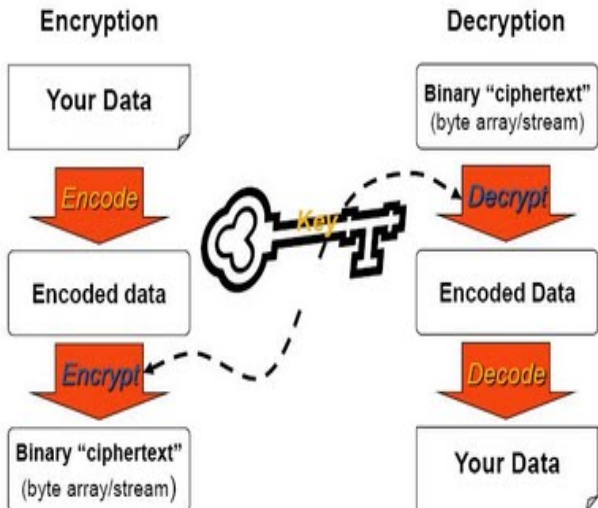 Encryption
Your Data
Encode
Encoded data
Encrypt
Binary “ciphertext”
(byte array/stream)
Key
Decryption
Binary “ciphertext”
(byte array/stream)
Decrypt
Encoded Data
Decode
Your Data